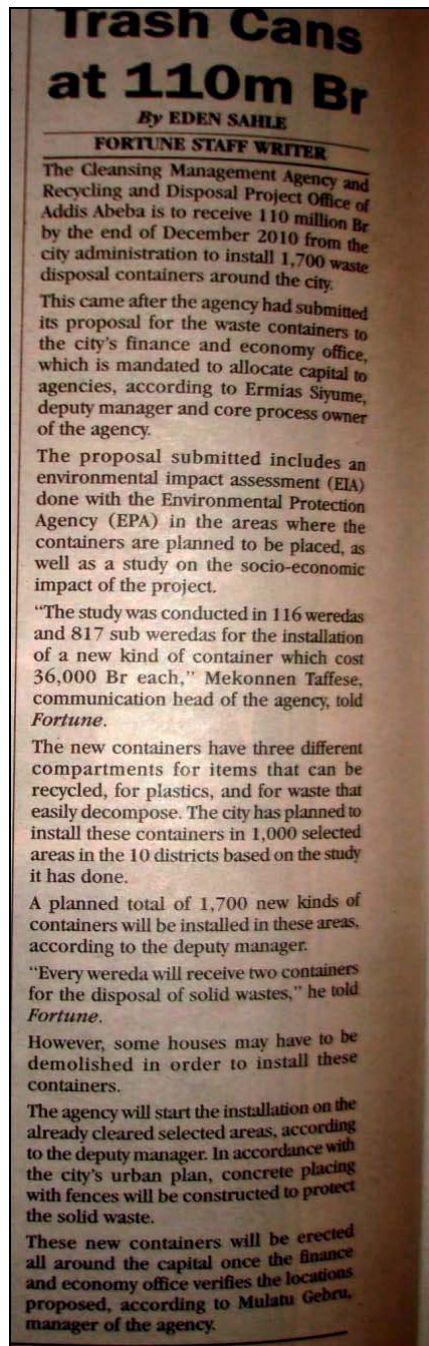 Trash Cans
at 110m Br
By EDEN SAHLE
FORTUNE STAFF WRITER
The Cleansing Management Agency and
Recycling and Disposal Project Office of
Addis Abeba is to receive 110 million Br
by the end of December 2010 from the
city administration to install 1,700 waste
disposal containers around the city.
This came after the agency had submitted
its proposal for the waste containers to
the city's finance and economy office,
which is mandated to allocate capital to
agencies, according to Ermias Siyume,
deputy manager and core process owner
of the agency.
The proposal submitted includes an
environmental impact assessment (EIA)
done with the Environmental Protection
Agency (EPA) in the areas where the
containers are planned to be placed, as
well as a study on the socio-economic
impact of the project.
"The study was conducted in 116 weredas
and 817 sub weredas for the installation
of a new kind of container which cost
36,000 Br each," Mekonnen Taffese,
communication head of the agency, told
Fortune.
The new containers have three different
compartments for items that can be
recycled, for plastics, and for waste that
easily decompose. The city has planned to
install these containers in 1,000 selected
areas in the 10 districts based on the study
it has done.
A planned total of 1,700 new kinds of
containers will be installed in these areas,
according to the deputy manager.
"Every wereda will receive two containers
for the disposal of solid wastes," he told
Fortune.
However, some houses may have to be
demolished in order to install these
containers.
The agency will start the installation on the
already cleared selected areas, according
to the deputy manager. In accordance with
the city's urban plan, concrete placing
with fences will be constructed to protect
the solid waste.
These new containers will be erected
all around the capital once the finance
and economy office verifies the locations
proposed, according to Mulatu Gebru,
manager of the agency.